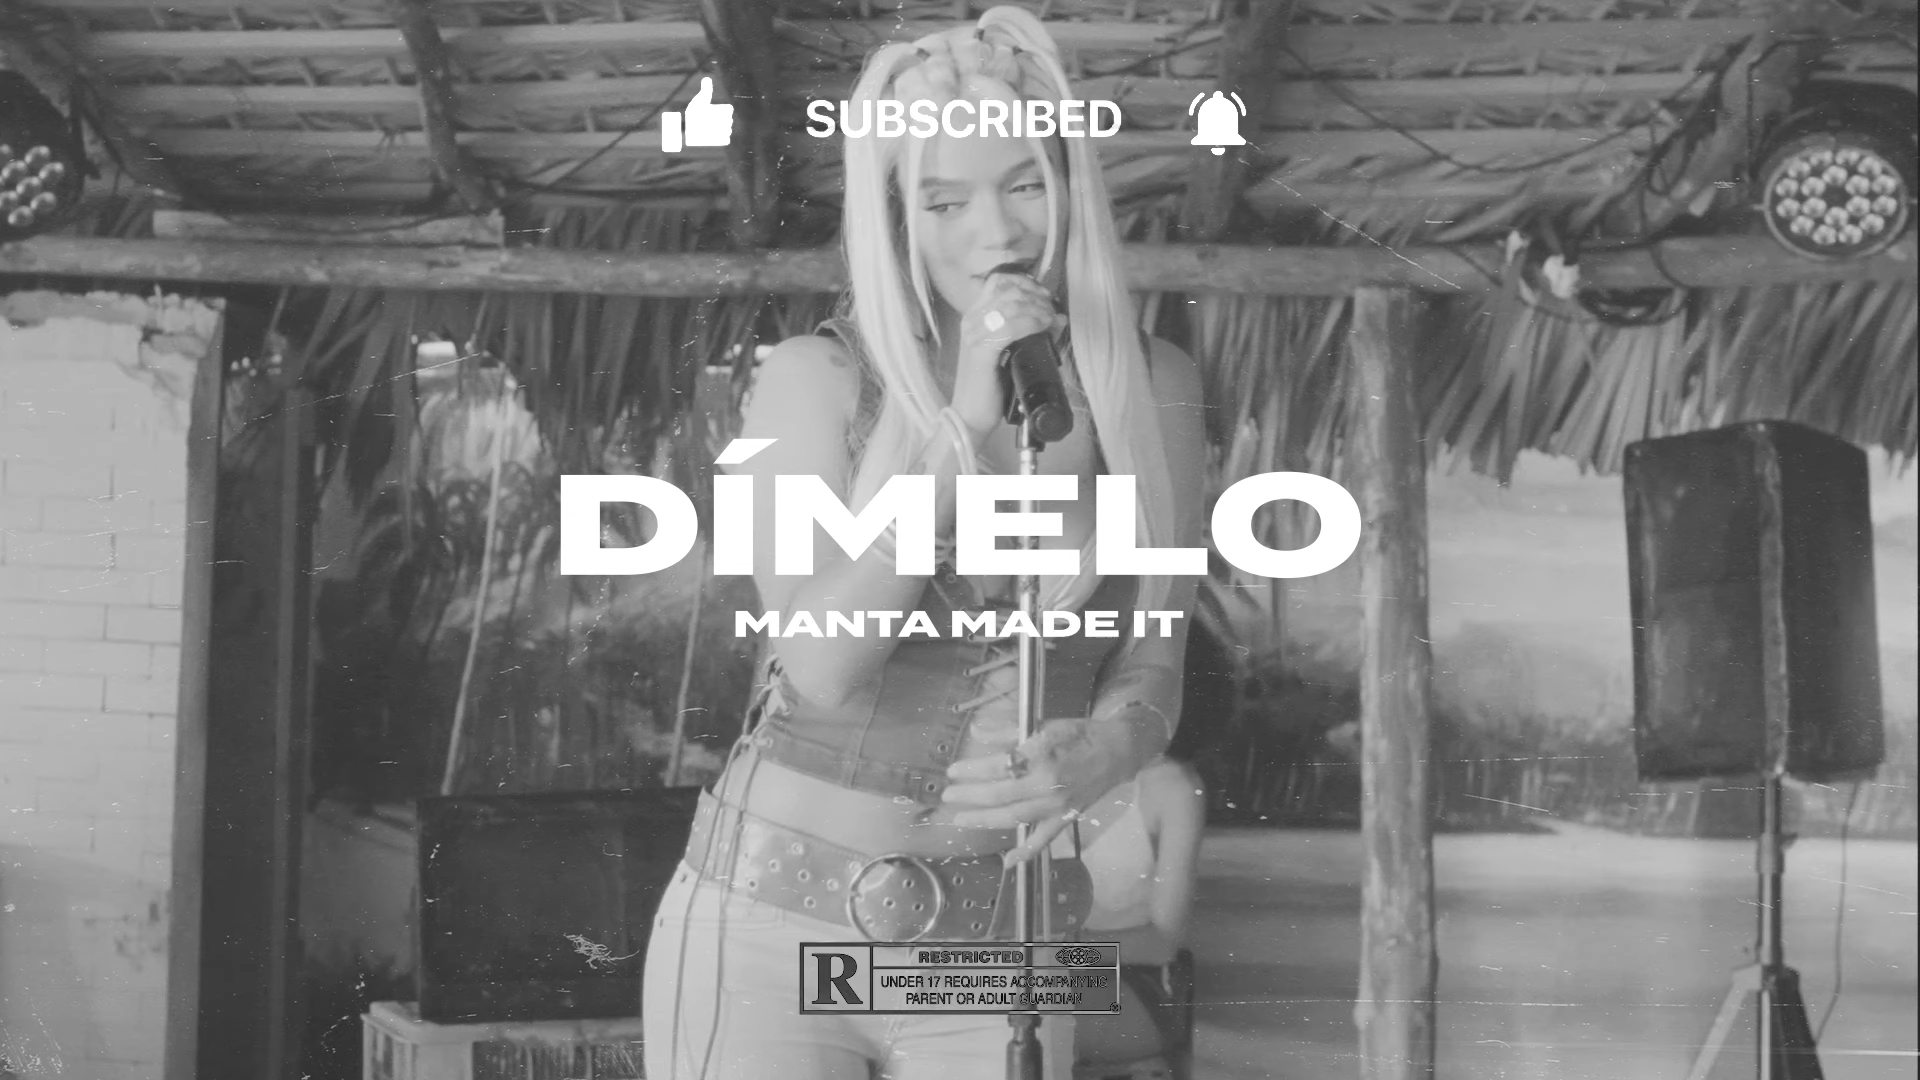 SUBSCRIBED
DÍMELO
MANTA MADE IT
R
RESTRICTED
UNDER 17 REQUIRES ACCOMPANYING
PARENT OR ADULT GUARDIAN